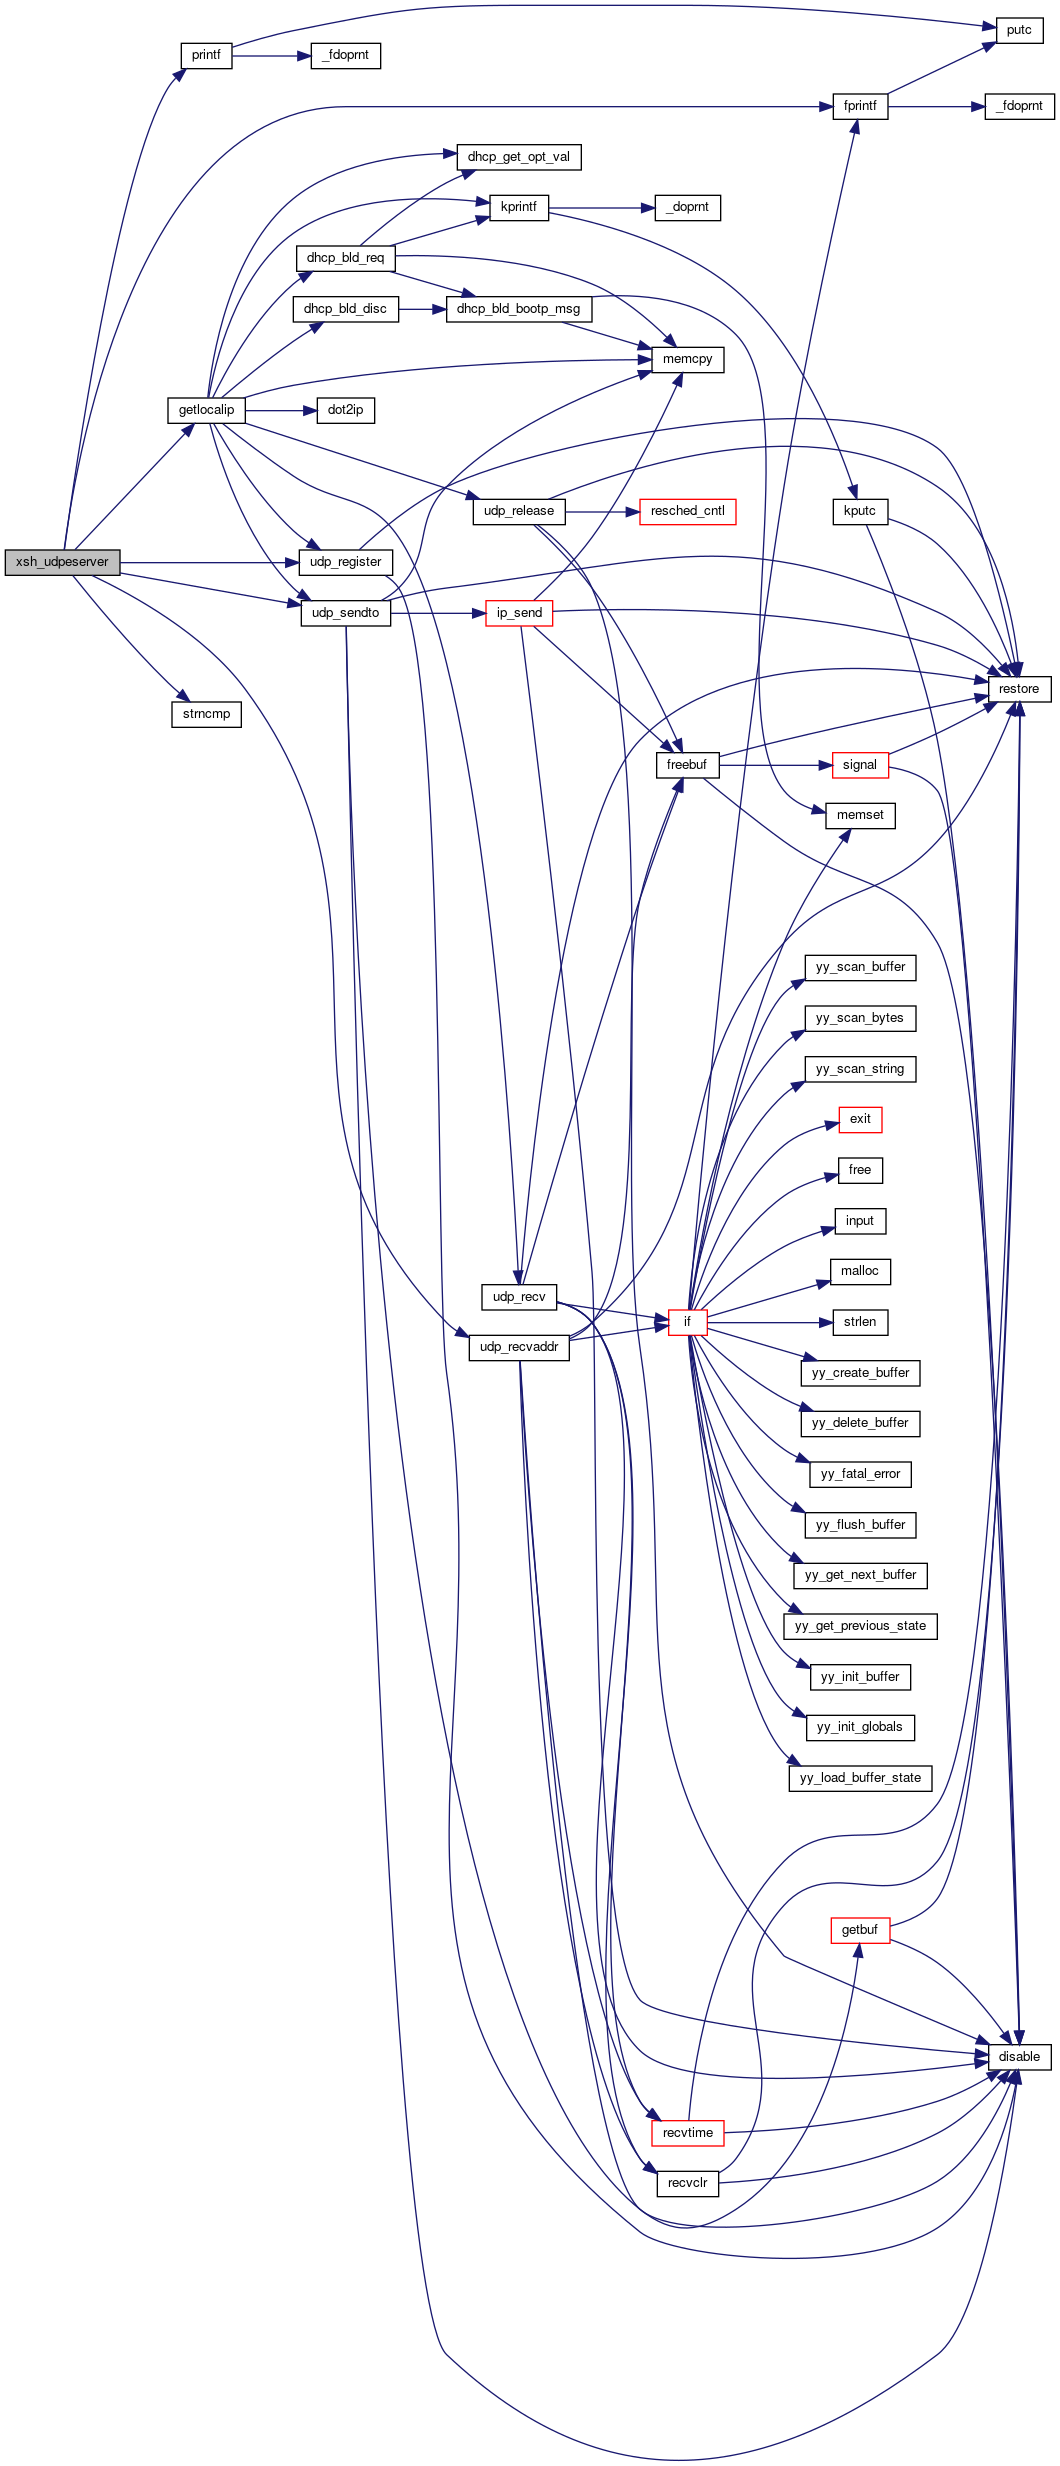 putc
printf
_fdoprnt
fprintf
_fdoprnt
dhcp_get_opt_val
kprintf
_doprnt
dhcp_bld_req
dhcp_bld_disc
dhcp_bld_bootp_msg
memcpy
getlocalip
dot2ip
udp_release
resched_cntl
kputc
xsh_udpeserver
udp_register
udp_sendto
ip_send
restore
strncmp
freebuf
signal
memset
yy_scan_buffer
yy_scan_bytes
yy_scan_string
exit
free
input
malloc
udp_recv
if
strlen
udp_recvaddr
yy_create_buffer
yy_delete_buffer
yy_fatal_error
yy_flush_buffer
yy_get_next_buffer
yy_get_previous_state
yy_init_buffer
yy_init_globals
yy_load_buffer_state
getbuf
disable
recvtime
recvclr